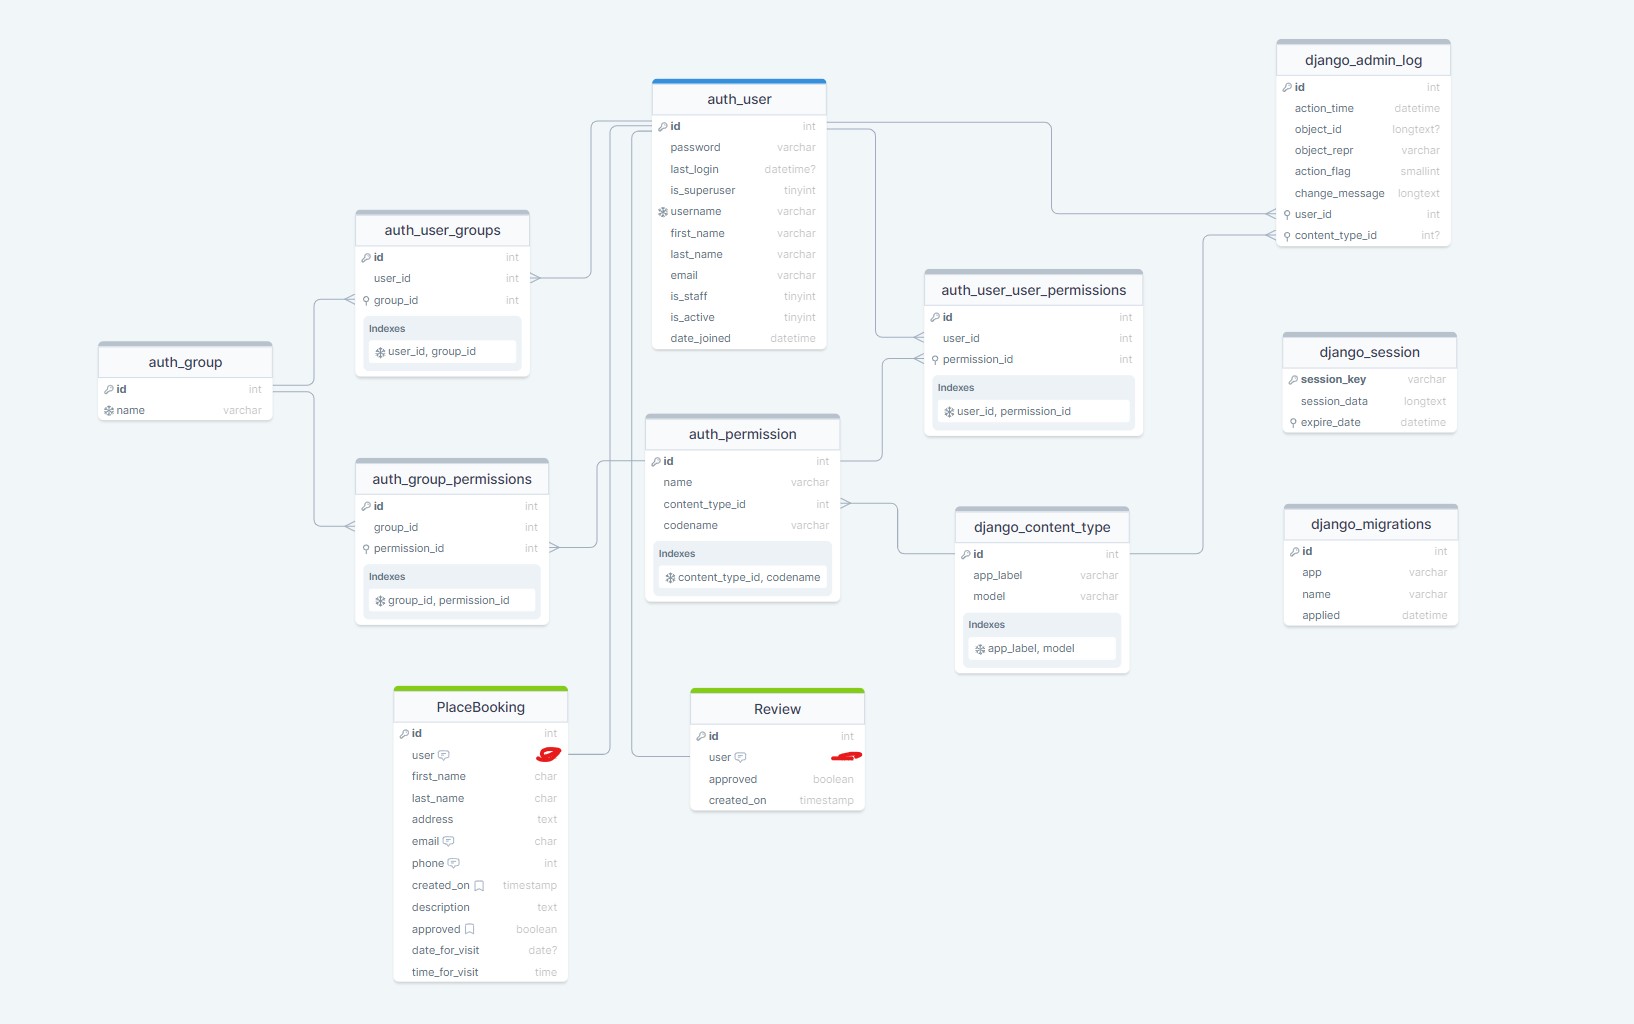 django_admin_log
id int
action_time datetime
object_id longtext?
object_repr varchar
action_flag smallint
change_message longtext
user_id int
content_type_id int?
auth_user
id int
password varchar
last_login datetime?
is_superuser tinyint
username varchar
first_name varchar
last_name varchar
email varchar
is_staff tinyint
is_active tinyint
date_joined datetime
auth_user_groups
id int
user_id int
group_id int
Indexes
user_id, group_id
auth_user_user_permissions
id int
user_id int
permission_id int
Indexes
user_id, permission_id
django_session
session_key varchar
session_data longtext
expire_date datetime
auth_group
id int
name varchar
auth_permission
id int
name varchar
content_type_id int
codename varchar
Indexes
content_type_id, codename
auth_group_permissions
id int
group_id int
permission_id int
Indexes
group_id, permission_id
django_content_type
id int
app_label varchar
model varchar
Indexes
app_label, model
django_migrations
id int
app varchar
name varchar
applied datetime
PlaceBooking
id int
user
first_name char
last_name char
address text
email char
phone int
created_on timestamp
description text
approved boolean
date_for_visit date?
time_for_visit time
Review
id int
user
approved boolean
created_on timestamp